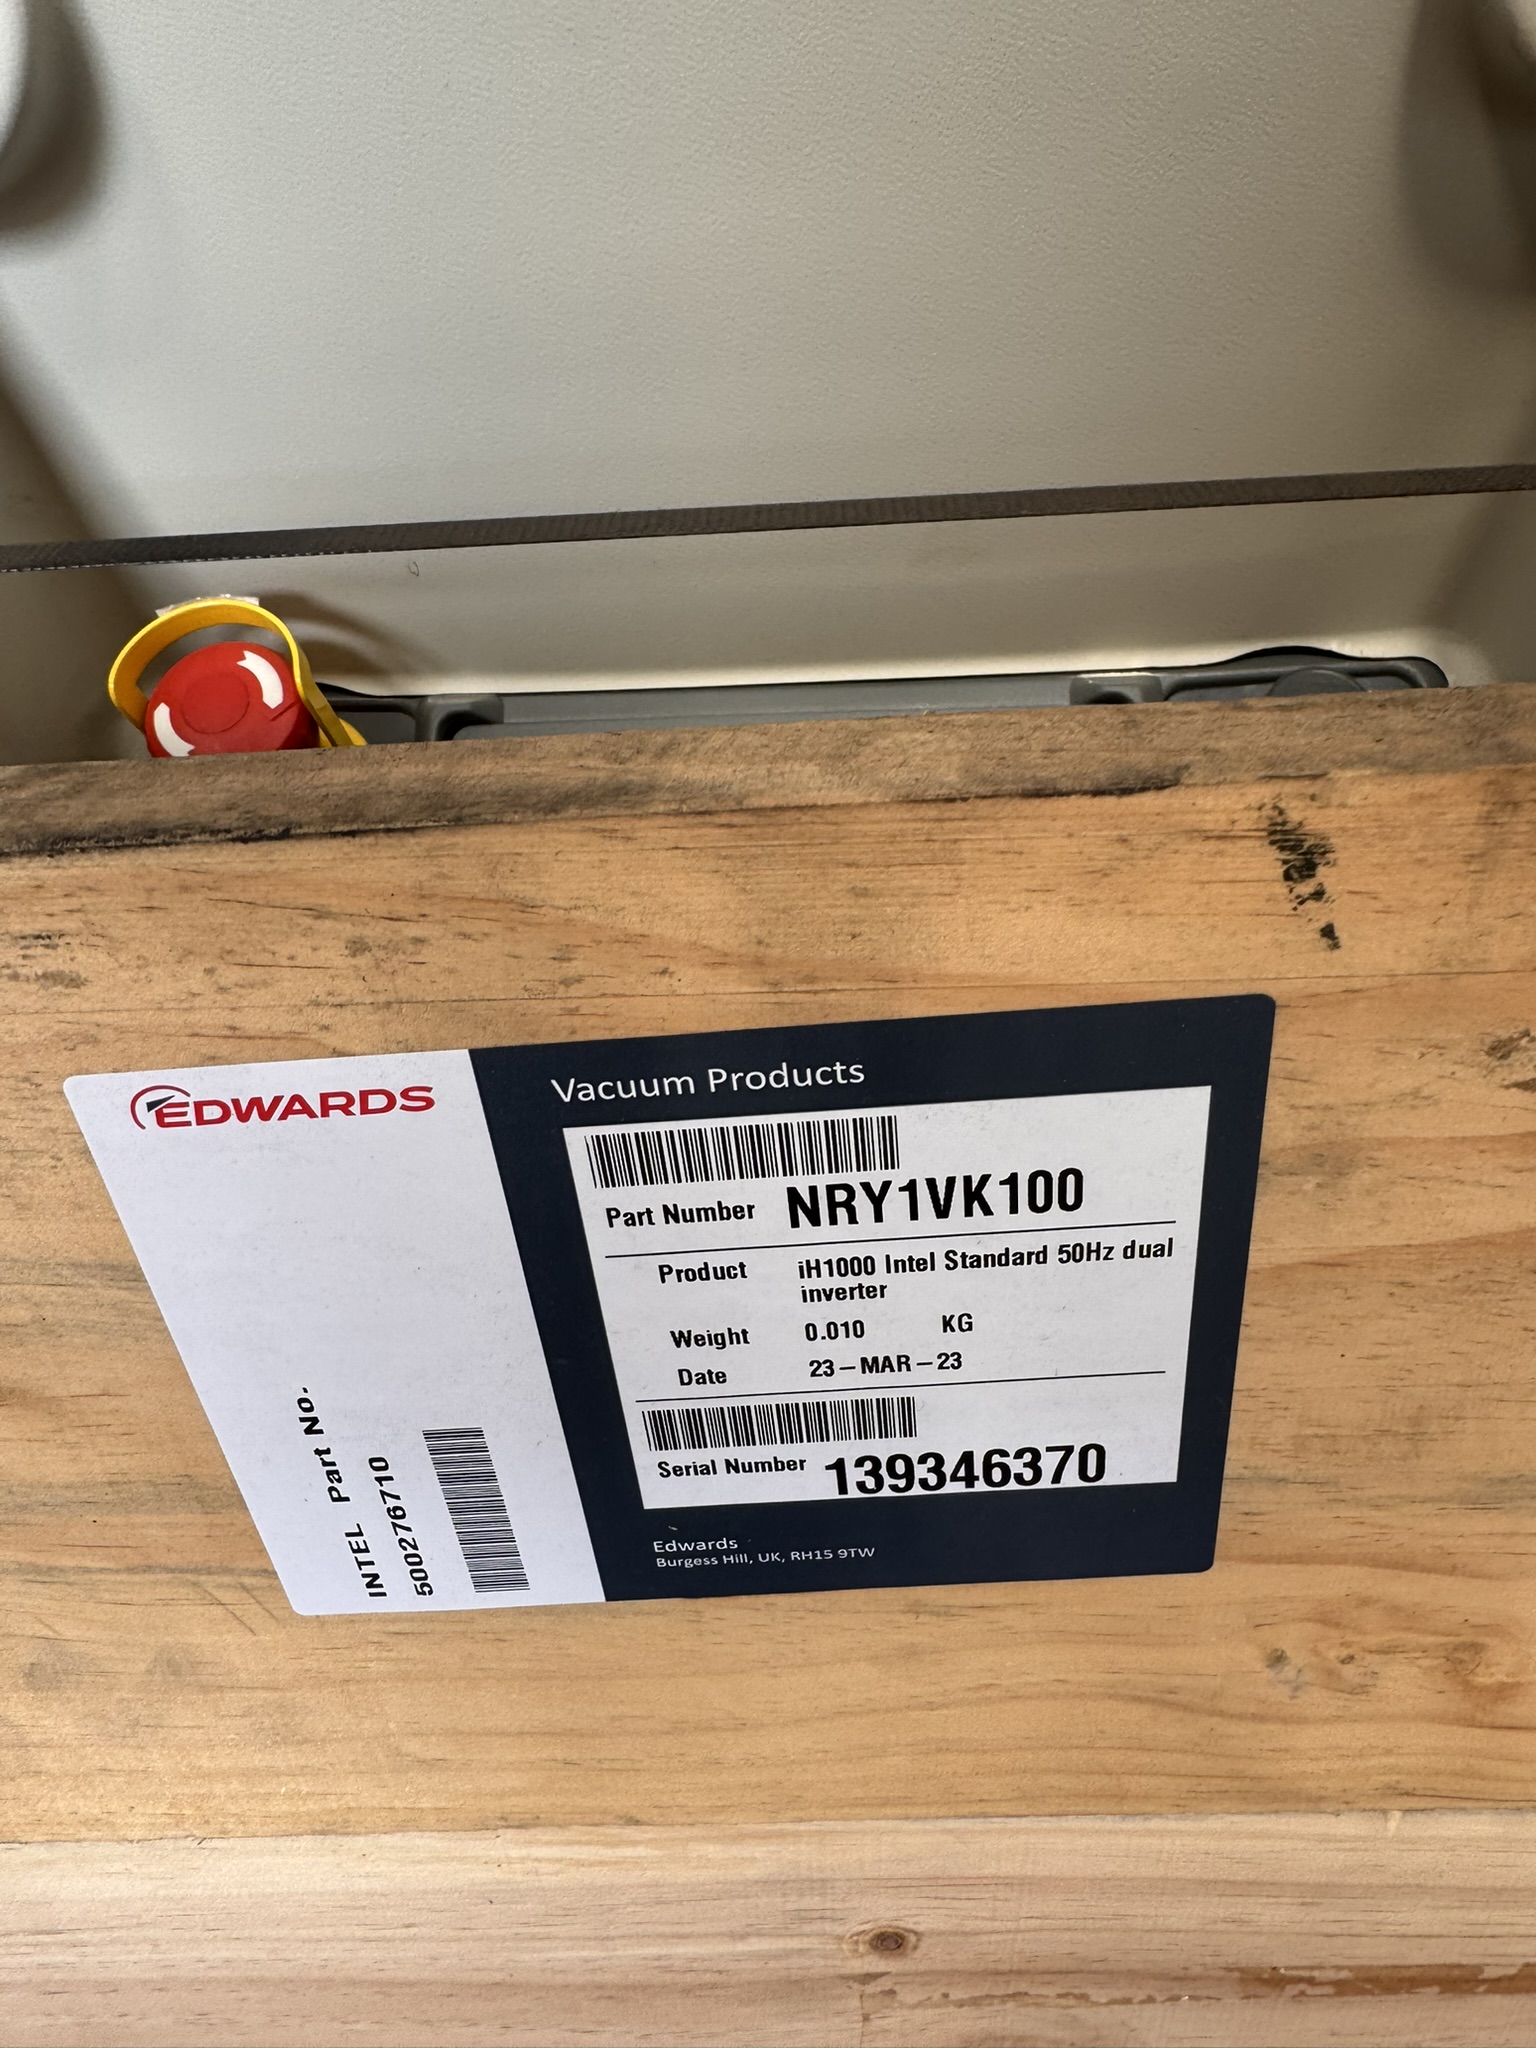 EDWARDS
INTEL Part No.
500276710
Vacuum Products
Part Number NRY1VK100
Product iH1000 Intel Standard 50Hz dual
inverter
Weight 0.010 KG
Date 23-MAR-23
Serial Number 139346370
Edwards
Burgess Hill, UK, RH15 9TW